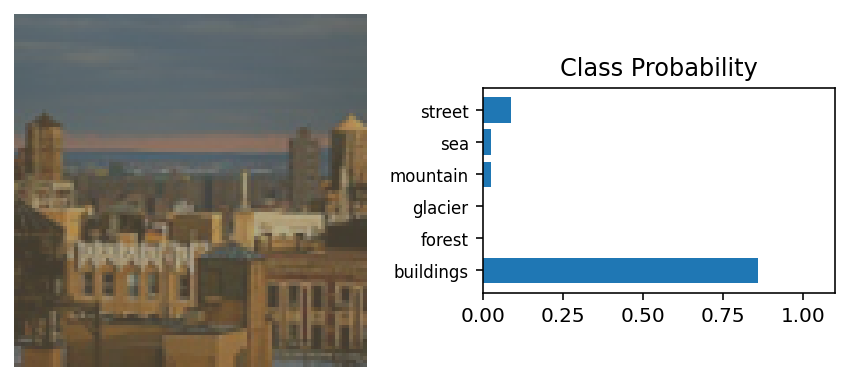 Class Probability
street
sea
mountain
glacier
forest
buildings
0.00 0.25 0.50 0.75 1.00